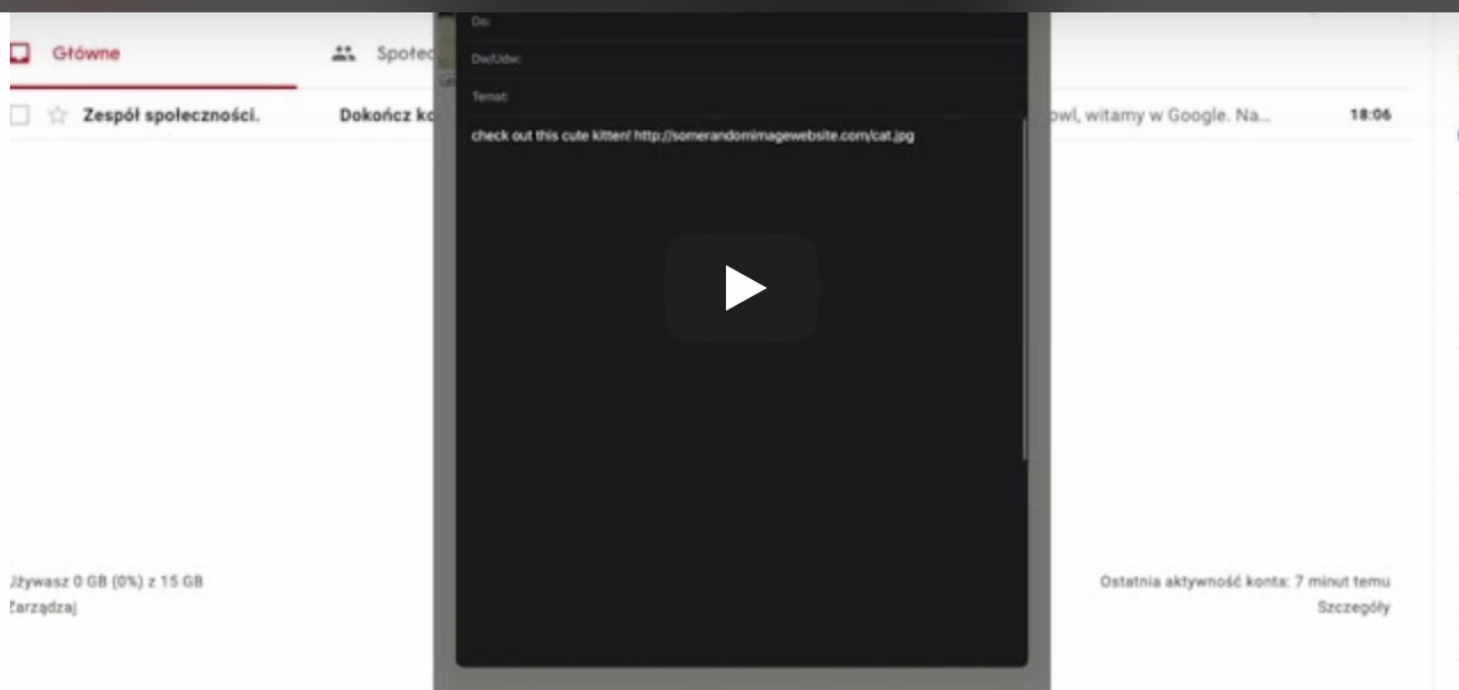 Do:
Główne
Społec
Dw/Udw:
Temat:
Zespół społeczności.
Dokończ ko
owl, witamy w Google. Na...
18:06
check out this cute kitten! http://somerandomimagewebsite.com/cat.jpg
Używasz 0 GB (0%) z 15 GB
Zarządzaj
Ostatnia aktywność konta: 7 minut temu
Szczegóły